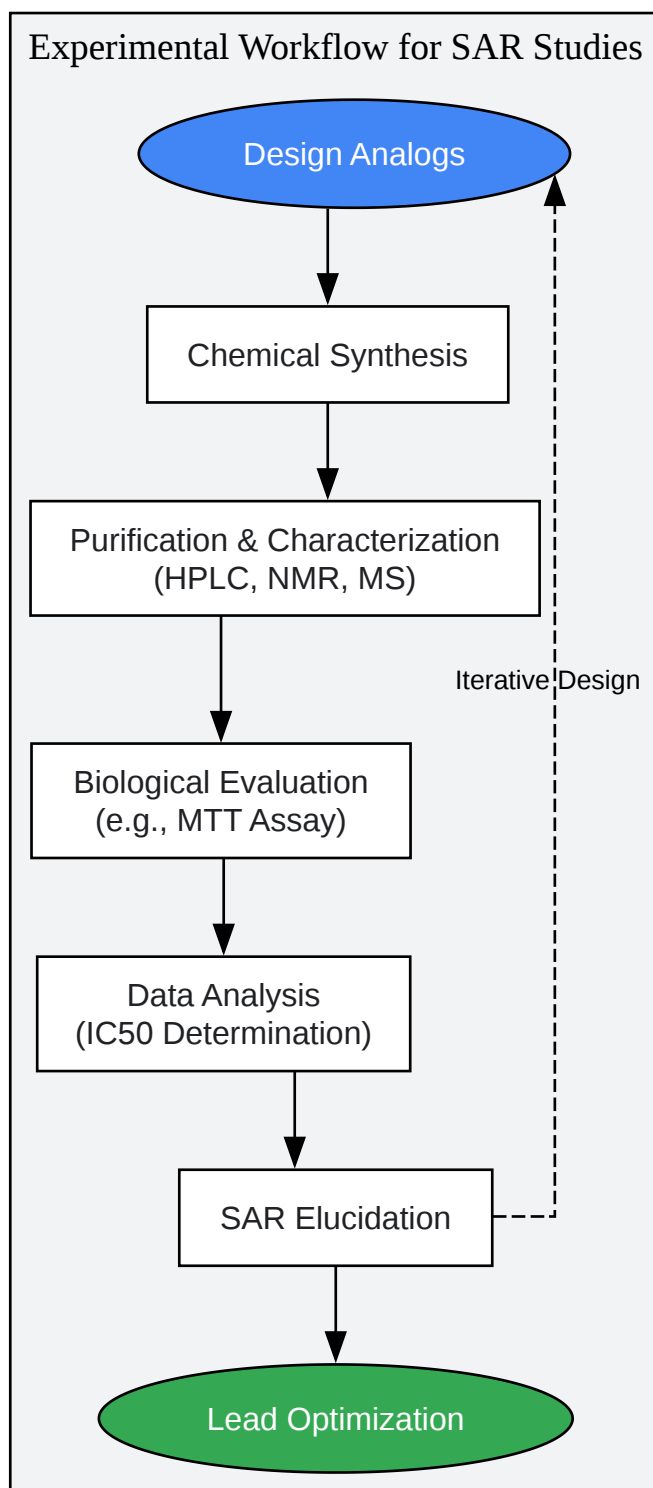 Experimental Workflow for SAR Studies
Design Analogs
Chemical Synthesis
Purification & Characterization
(HPLC, NMR, MS)
Iterative Design
Biological Evaluation
(e.g., MTT Assay)
Data Analysis
(IC50 Determination)
SAR Elucidation
Lead Optimization